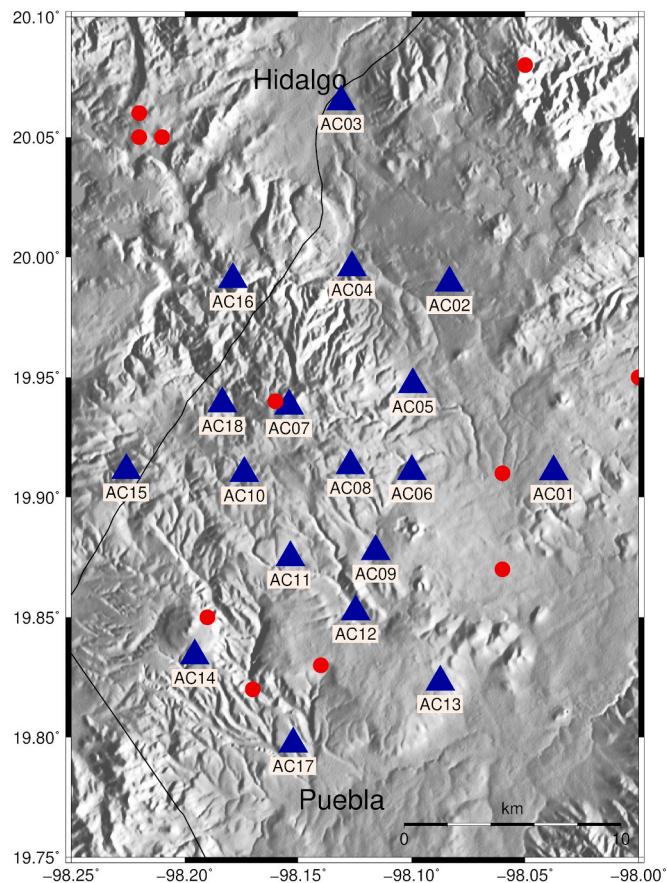 20.10°
Hidalgo
AC03
20.05°
20.00°
AC16
AC04
AC02
19.95°
AC05
AC18
AC07
AC15
AC10
AC08
AC06
AC01
19.90°
AC11
AC09
19.85°
AC12
AC14
AC13
19.80°
AC17
Puebla
km
0
10
19.75°
−98.25° −98.20° −98.15° −98.10° −98.05° −98.00°